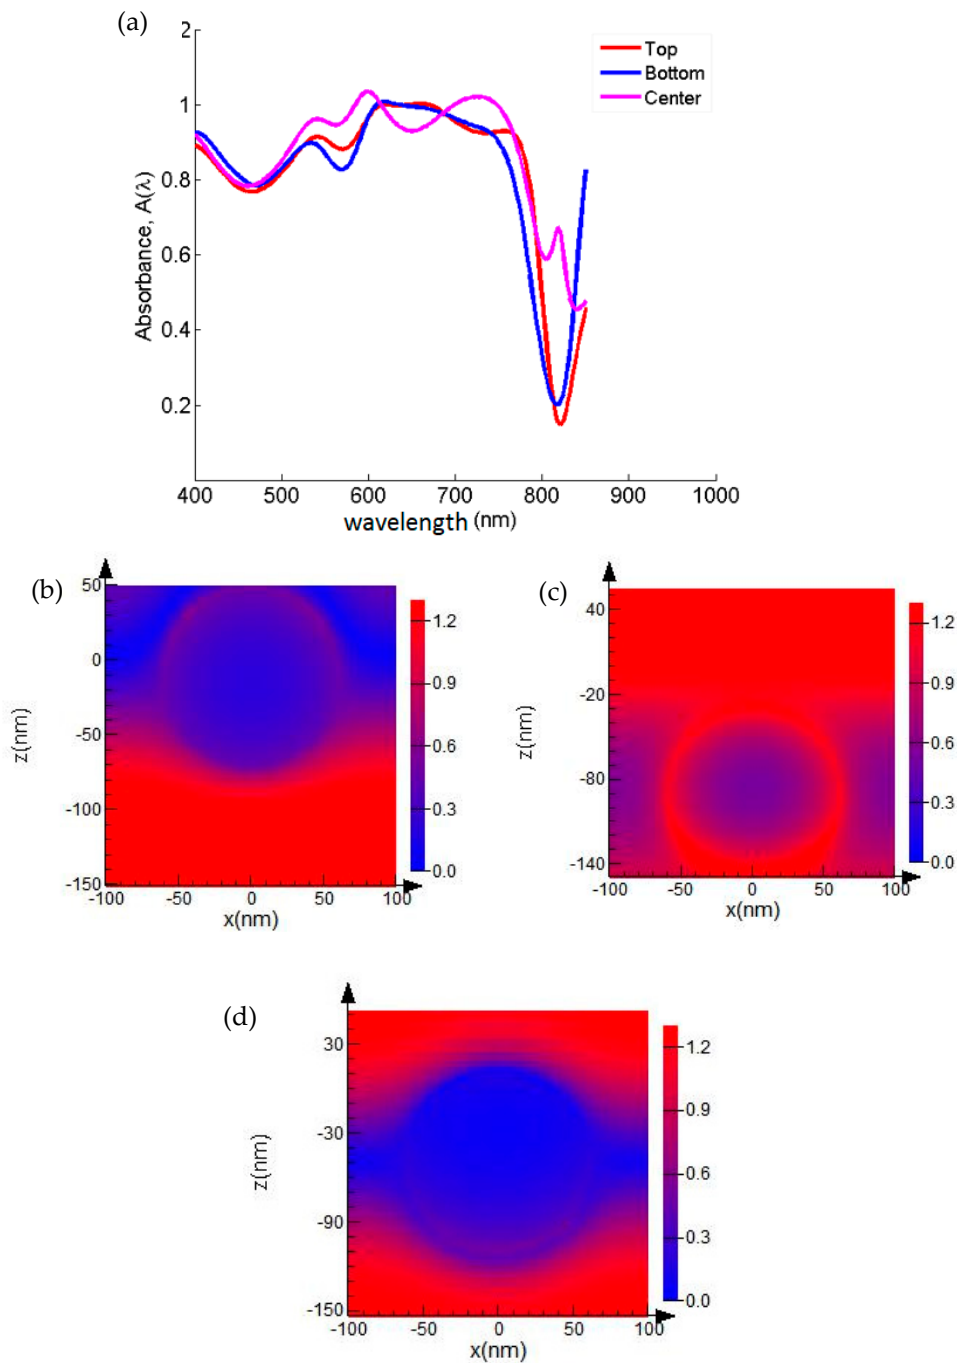 (a)
1.2
1
0.8
0.6
0.4
0.2
Absorbance, A(λ)
Top
Bottom
Center
400 500 600 700 800 900 1000
wavelength (nm)
(b)
50
0
-50
-100
-150
z(nm)
-100 -50 0 50 100
x(nm)
1.2
0.9
0.6
0.3
0.0
(c)
40
-20
-80
-140
z(nm)
-100 -50 0 50 100
x(nm)
1.2
0.9
0.6
0.3
0.0
(d)
30
-30
-90
-150
z(nm)
-100 -50 0 50 100
x(nm)
1.2
0.9
0.6
0.3
0.0